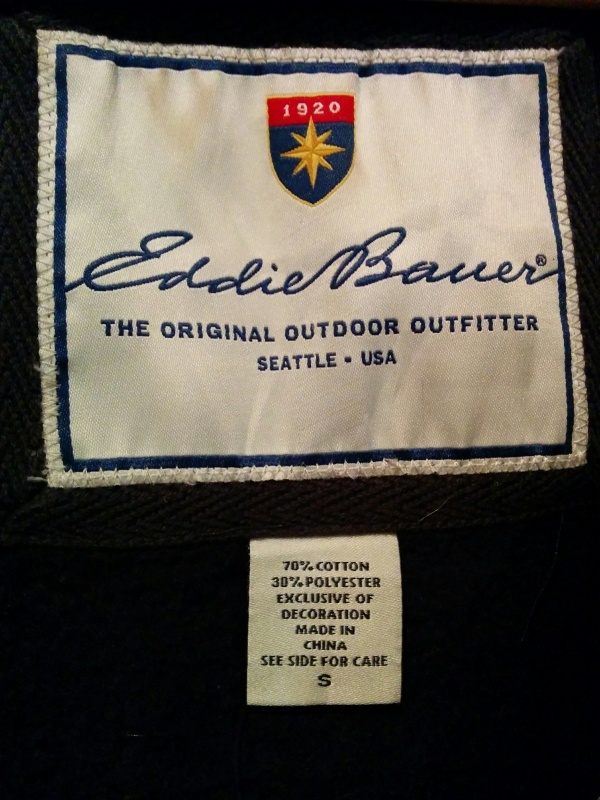 1920
Eddie Bauer®
THE ORIGINAL OUTDOOR OUTFITTER
SEATTLE • USA
70% COTTON
30% POLYESTER
EXCLUSIVE OF
DECORATION
MADE IN
CHINA
SEE SIDE FOR CARE
S